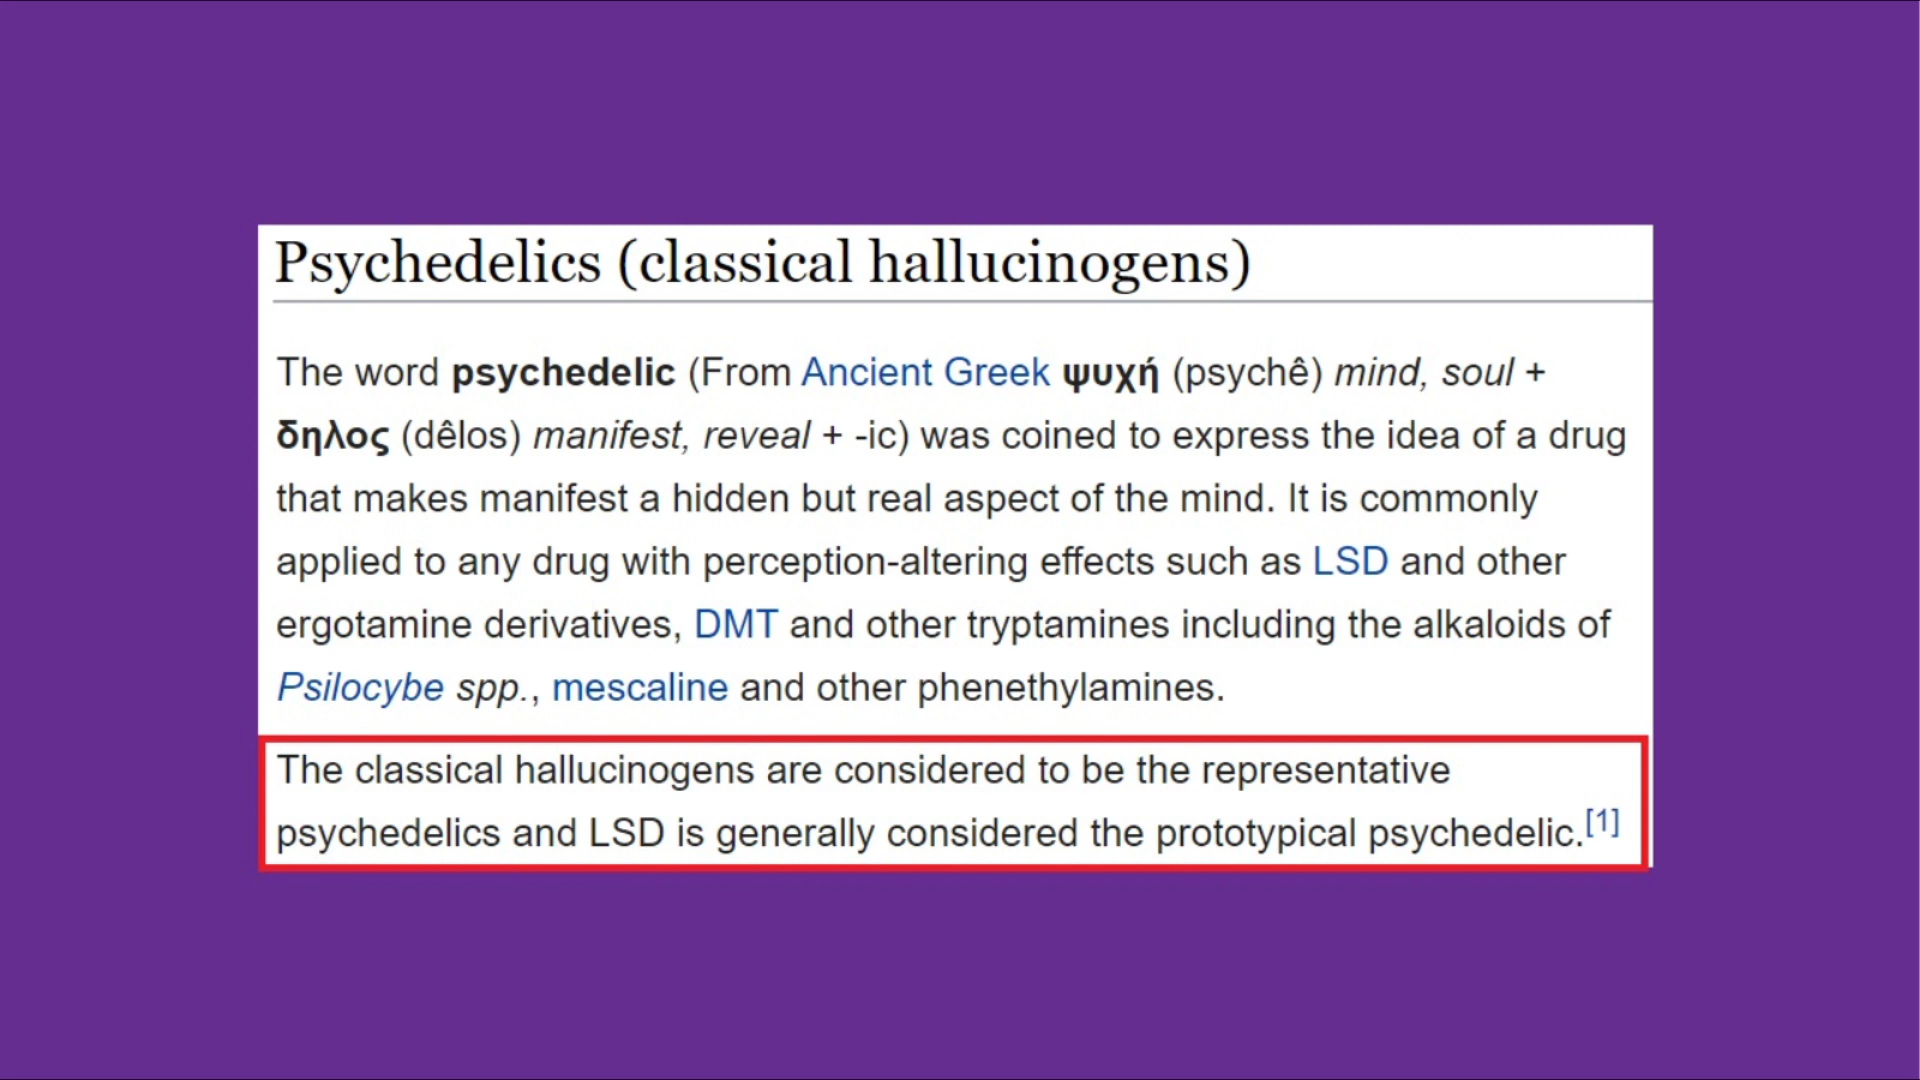 Psychedelics (classical hallucinogens)
The word psychedelic (From Ancient Greek ψυχή (psychê) mind, soul +
δηλος (dêlos) manifest, reveal + -ic) was coined to express the idea of a drug
that makes manifest a hidden but real aspect of the mind. It is commonly
applied to any drug with perception-altering effects such as LSD and other
ergotamine derivatives, DMT and other tryptamines including the alkaloids of
Psilocybe spp., mescaline and other phenethylamines.
The classical hallucinogens are considered to be the representative
psychedelics and LSD is generally considered the prototypical psychedelic.[1]